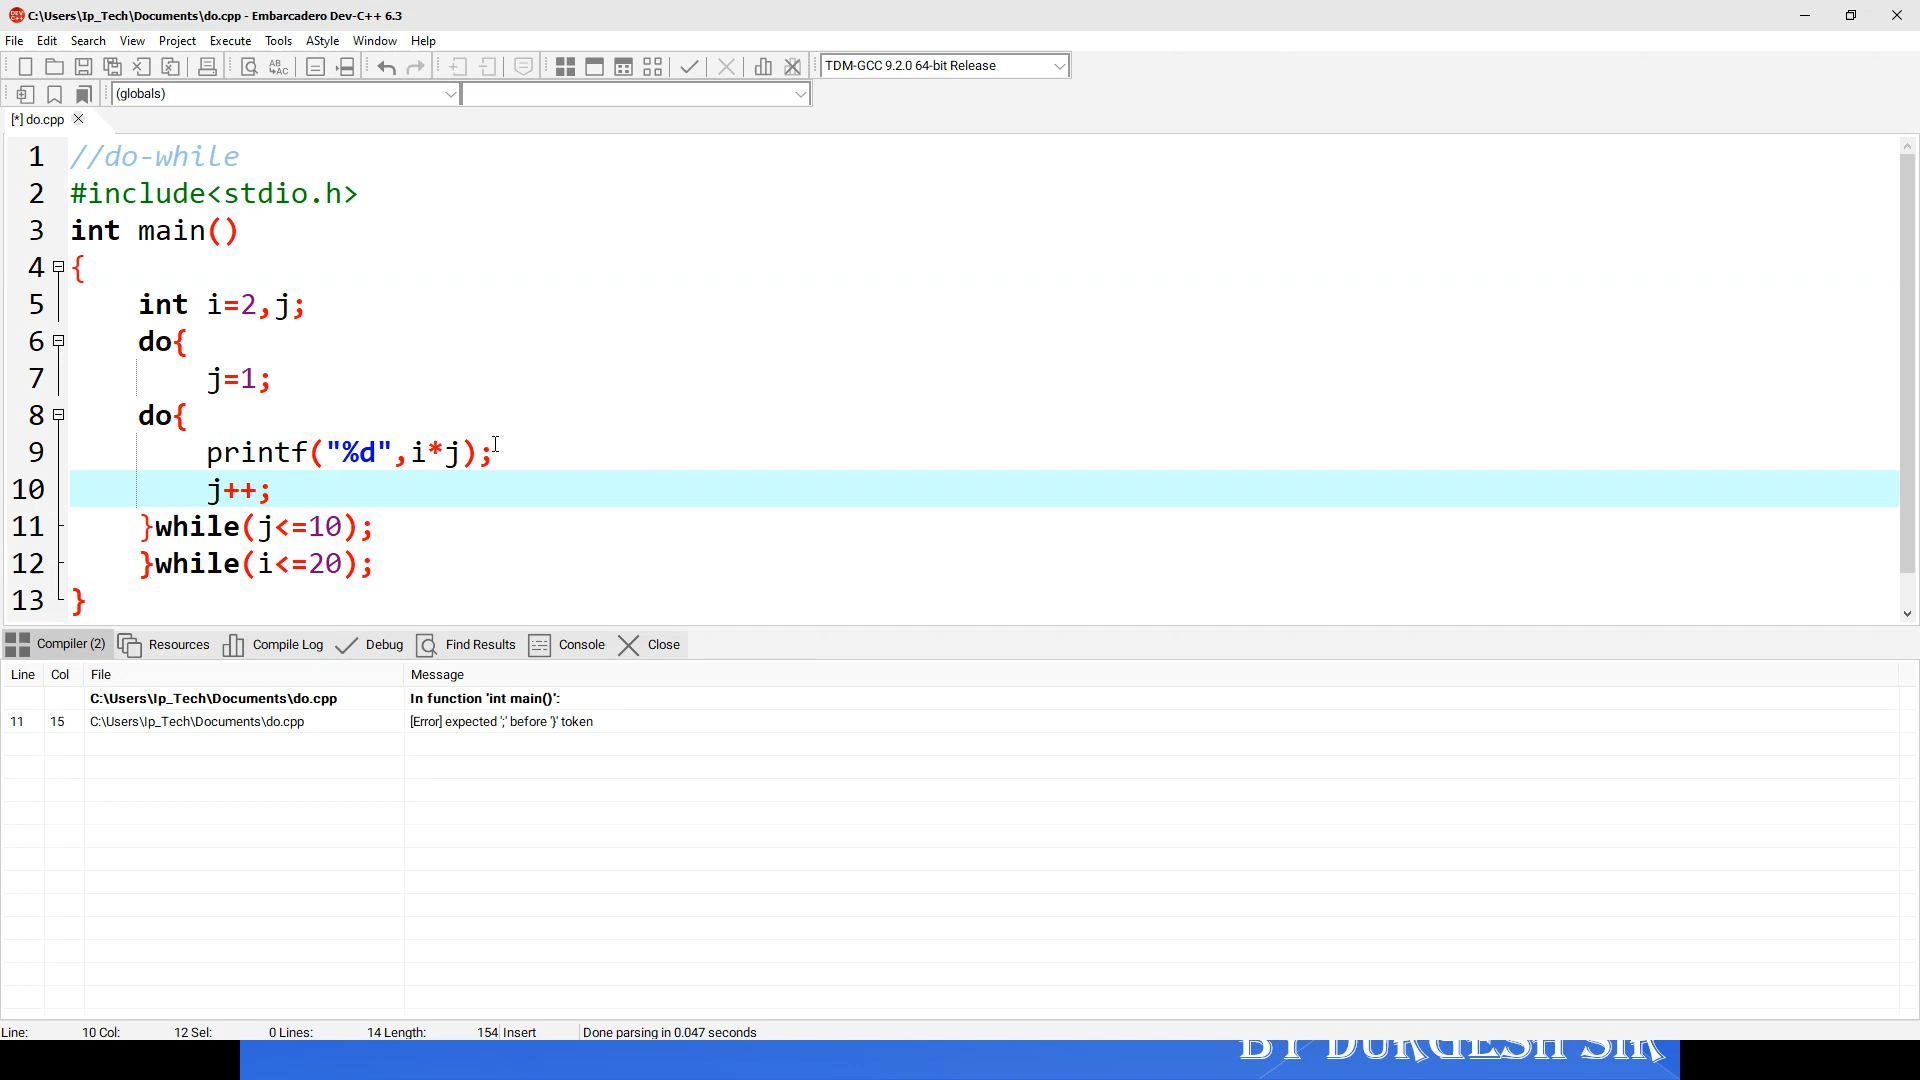 C:\Users\Ip_Tech\Documents\do.cpp - Embarcadero Dev-C++ 6.3
File Edit Search View Project Execute Tools AStyle Window Help
TDM-GCC 9.2.0 64-bit Release
(globals)
[*] do.cpp
1 //do-while
2 #include<stdio.h>
3 int main()
4 {
5 int i=2,j;
6 do{
7 j=1;
8 do{
9 printf("%d",i*j);
10 j++;
11 }while(j<=10);
12 }while(i<=20);
13 }
Compiler (2) Resources Compile Log Debug Find Results Console Close
Line Col File Message
C:\Users\Ip_Tech\Documents\do.cpp In function 'int main()':
11 15 C:\Users\Ip_Tech\Documents\do.cpp [Error] expected ';' before '}' token
Line: 10 Col: 12 Sel: 0 Lines: 14 Length: 154 Insert Done parsing in 0.047 seconds
BY DURGESH SIR